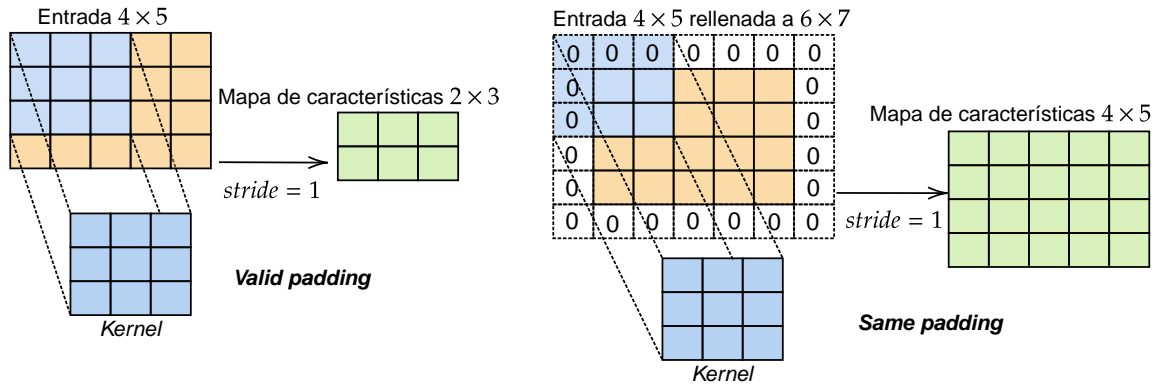 Entrada 4 × 5
Mapa de características 2 × 3
stride = 1
Valid padding
Kernel
Entrada 4 × 5 rellenada a 6 × 7
0 0 0 0 0 0 0
0 0
0 0
0 0
0 0
0 0 0 0 0 0 0
Mapa de características 4 × 5
stride = 1
Same padding
Kernel